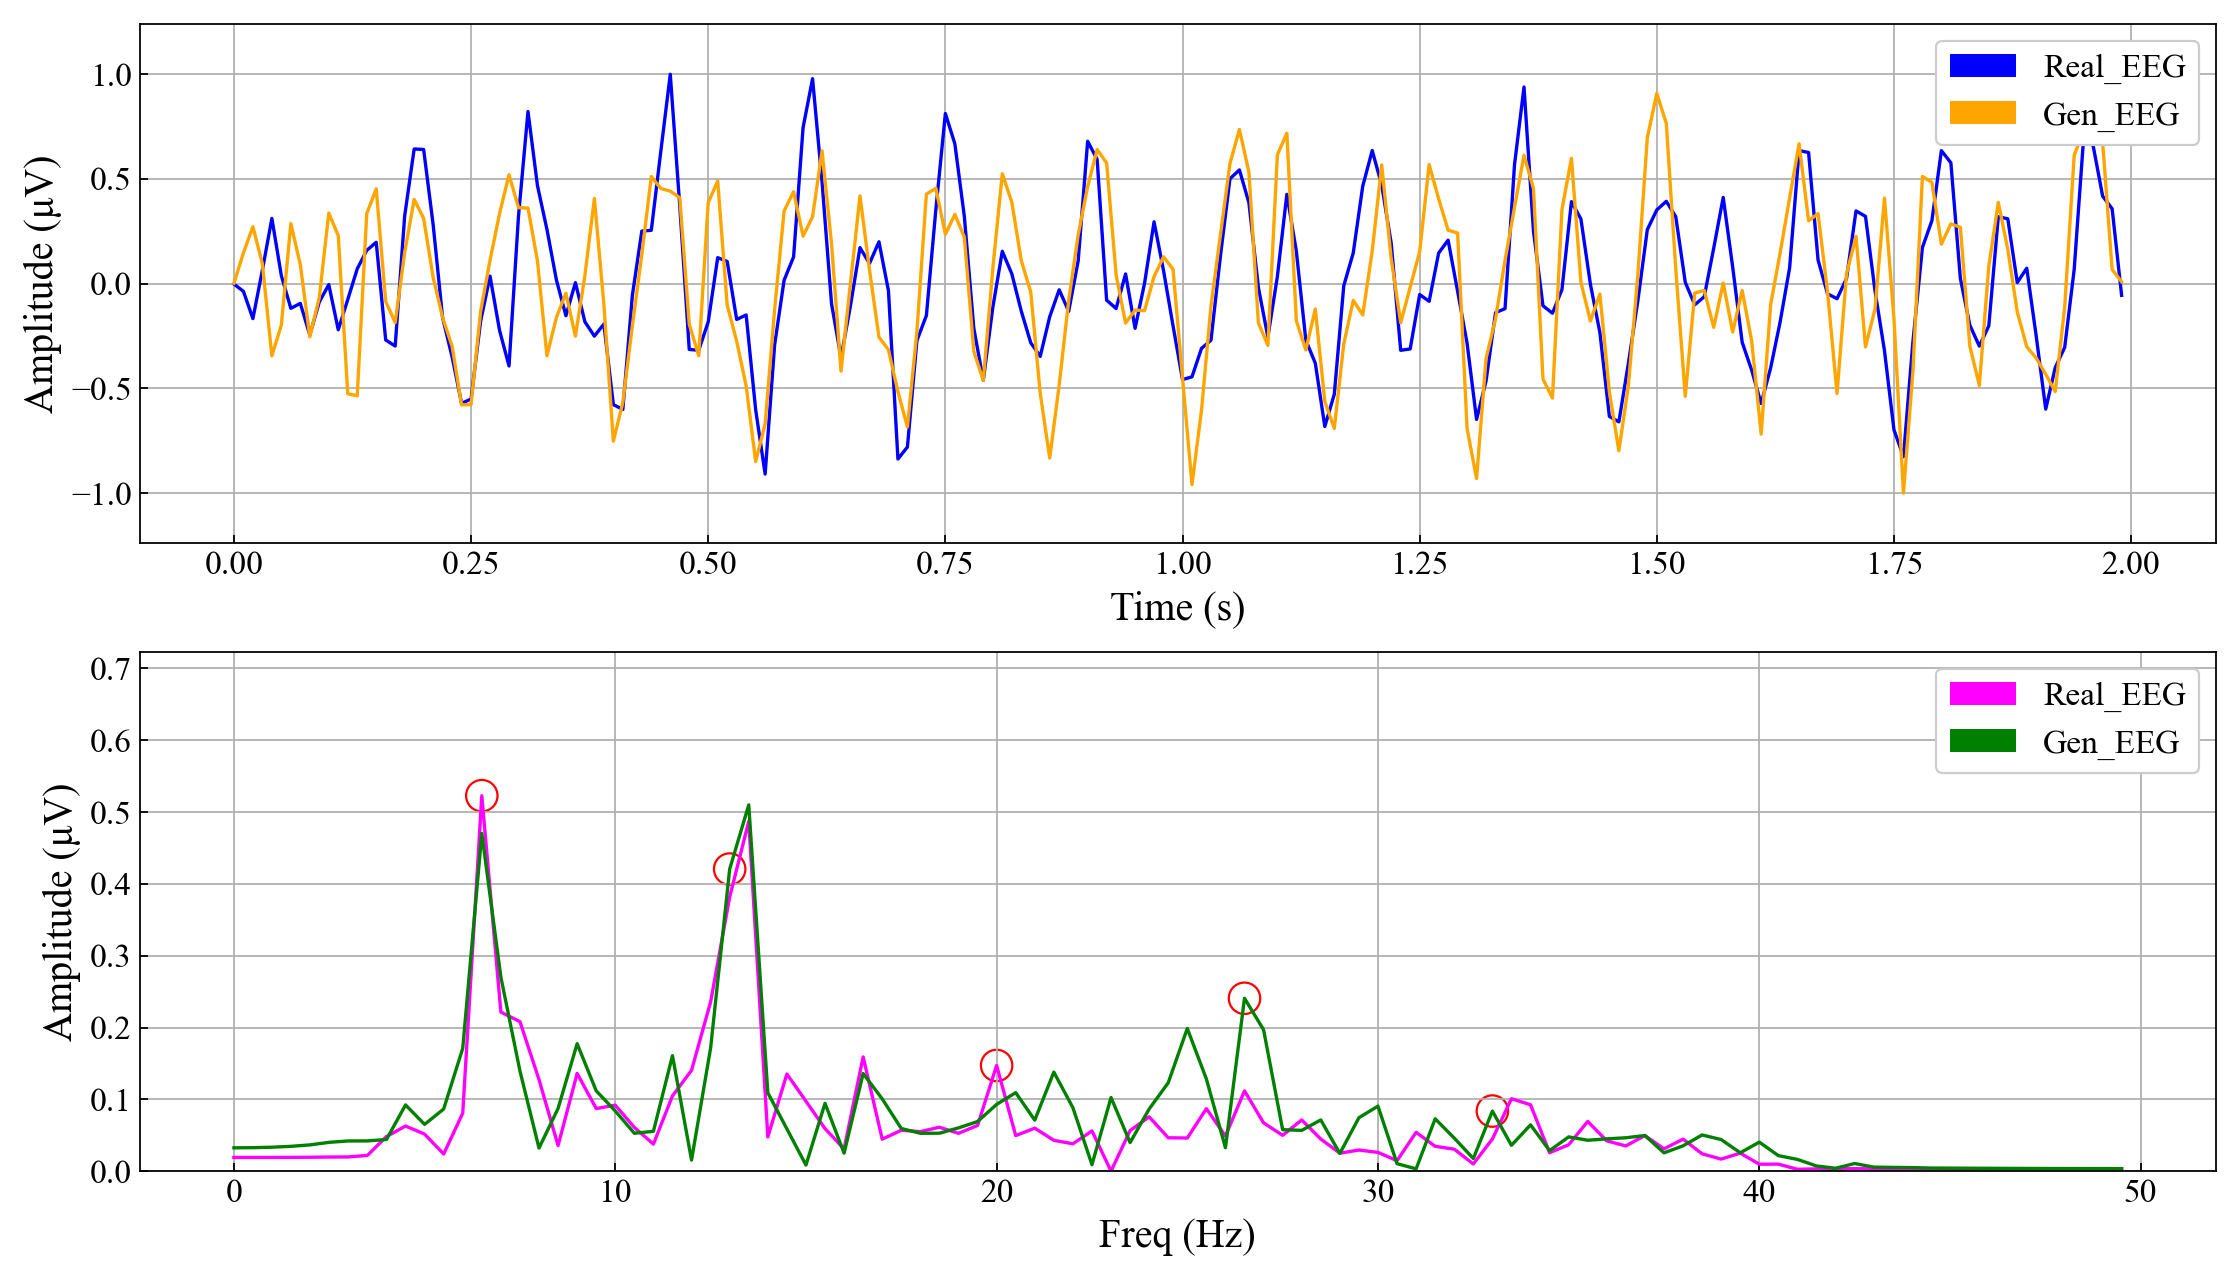 1.0
0.5
0.0
−0.5
−1.0
Amplitude (μV)
Real_EEG
Gen_EEG
0.00 0.25 0.50 0.75 1.00 1.25 1.50 1.75 2.00
Time (s)
0.7
0.6
0.5
0.4
0.3
0.2
0.1
0.0
Amplitude (μV)
Real_EEG
Gen_EEG
0 10 20 30 40 50
Freq (Hz)